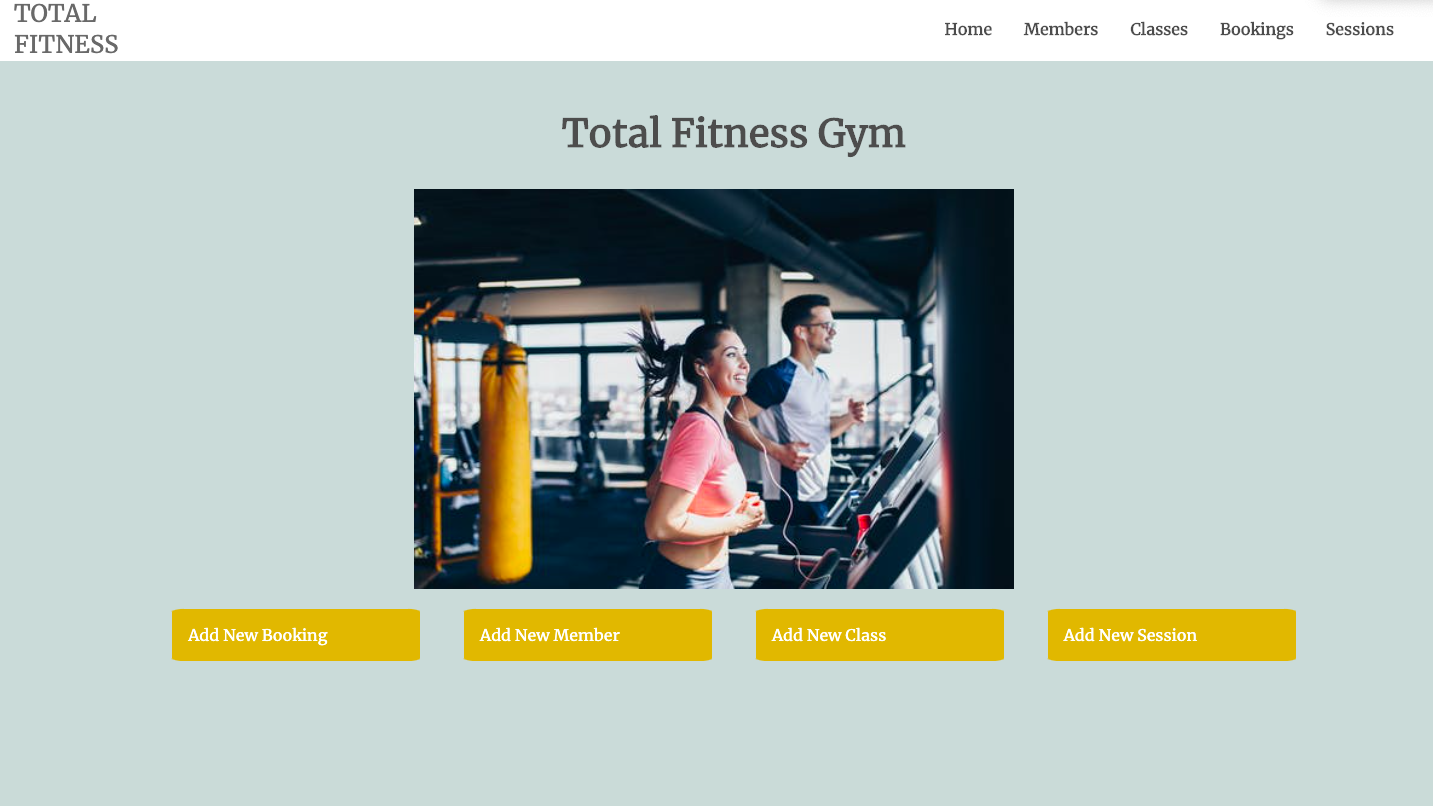 TOTAL
FITNESS
Home Members Classes Bookings Sessions
Total Fitness Gym
Add New Booking Add New Member Add New Class Add New Session